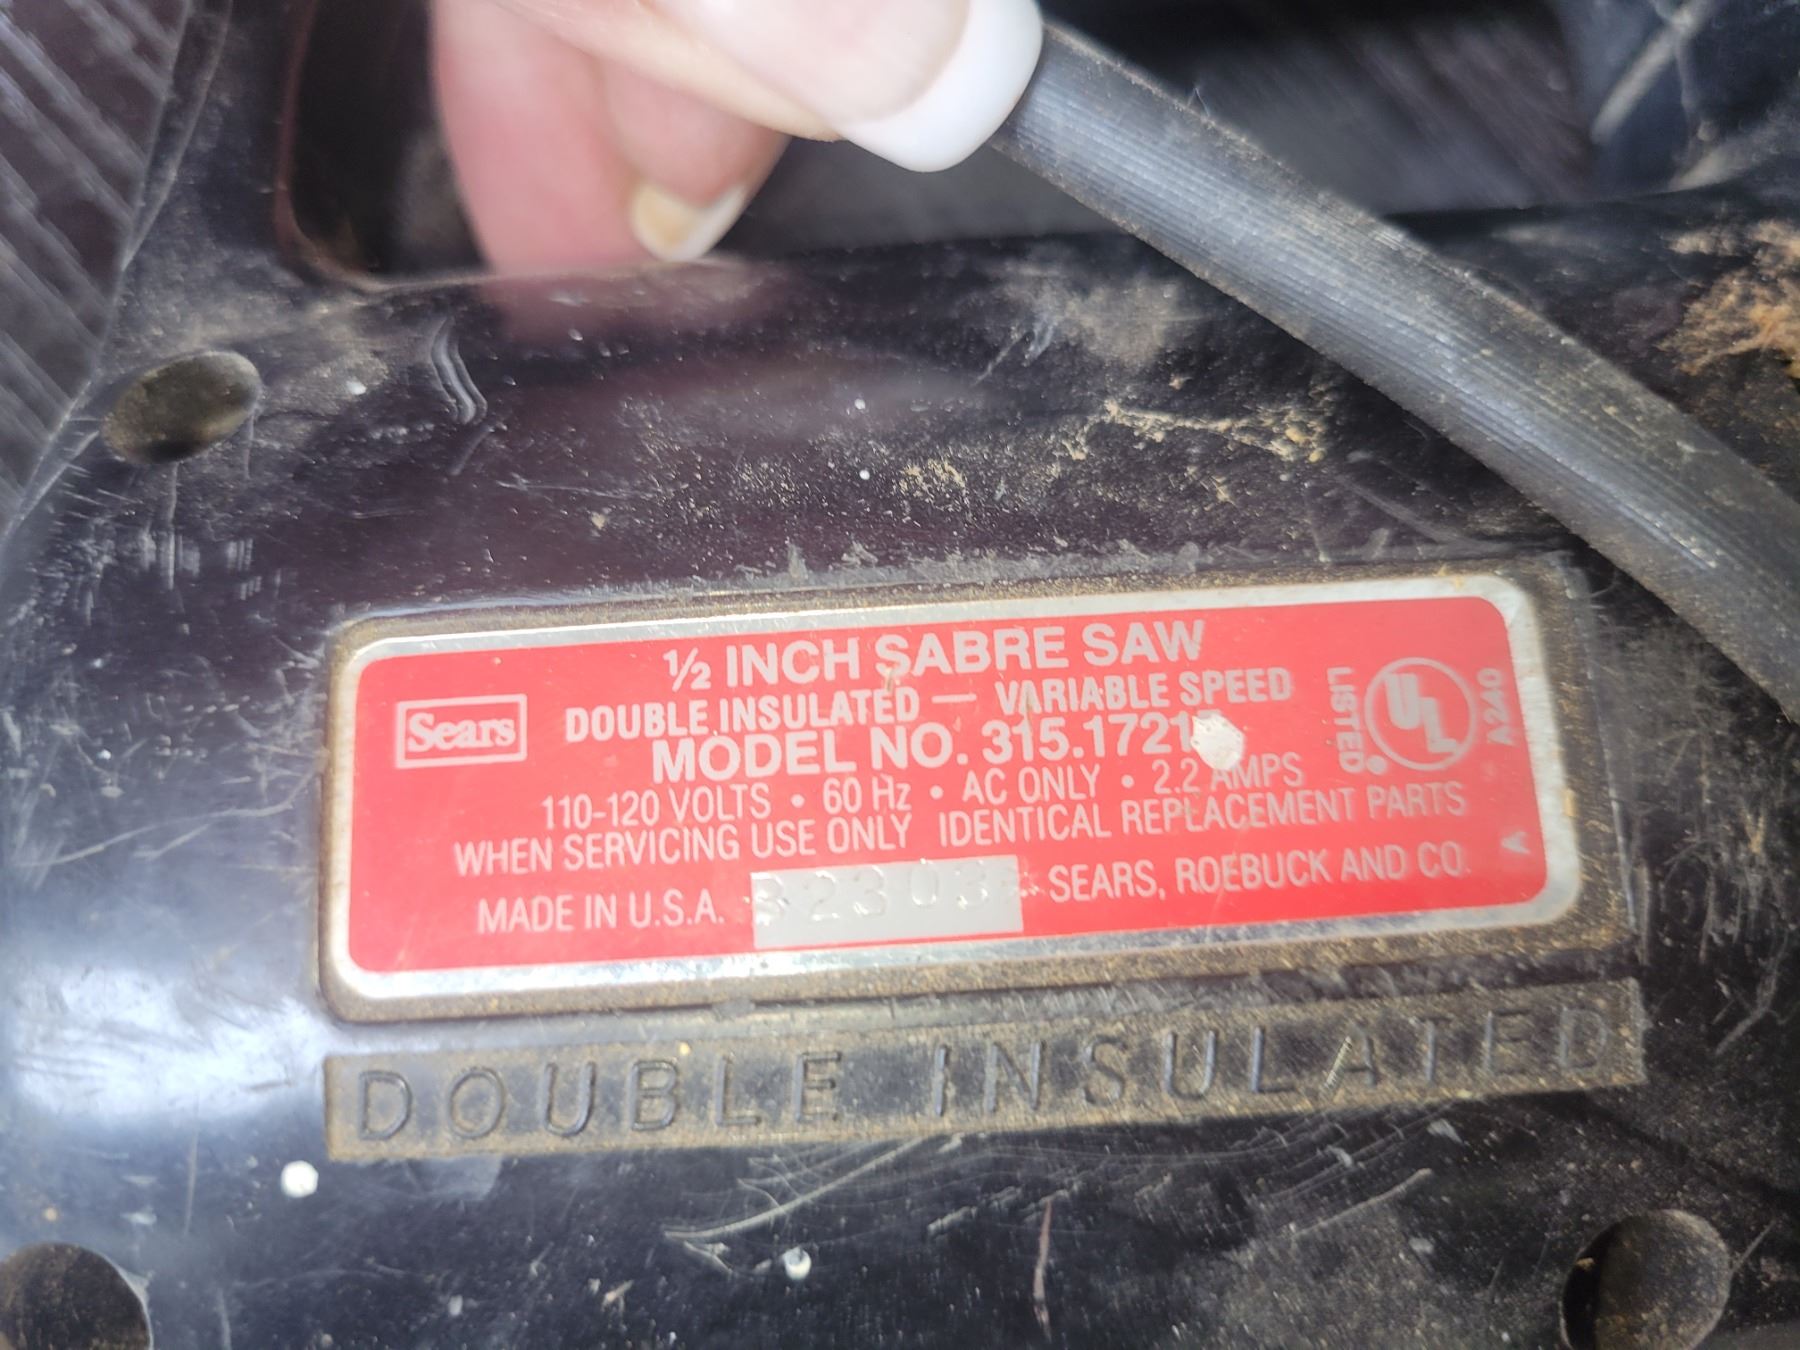 1/2 INCH SABRE SAW
Sears
DOUBLE INSULATED — VARIABLE SPEED
MODEL NO.
110-120 VOLTS • 60 Hz • AC ONLY • 2.2 AMPS
WHEN SERVICING USE ONLY IDENTICAL REPLACEMENT PARTS
MADE IN U.S.A.
SEARS, ROEBUCK AND CO.
LISTED
UL
A240
A
DOUBLE INSULATED